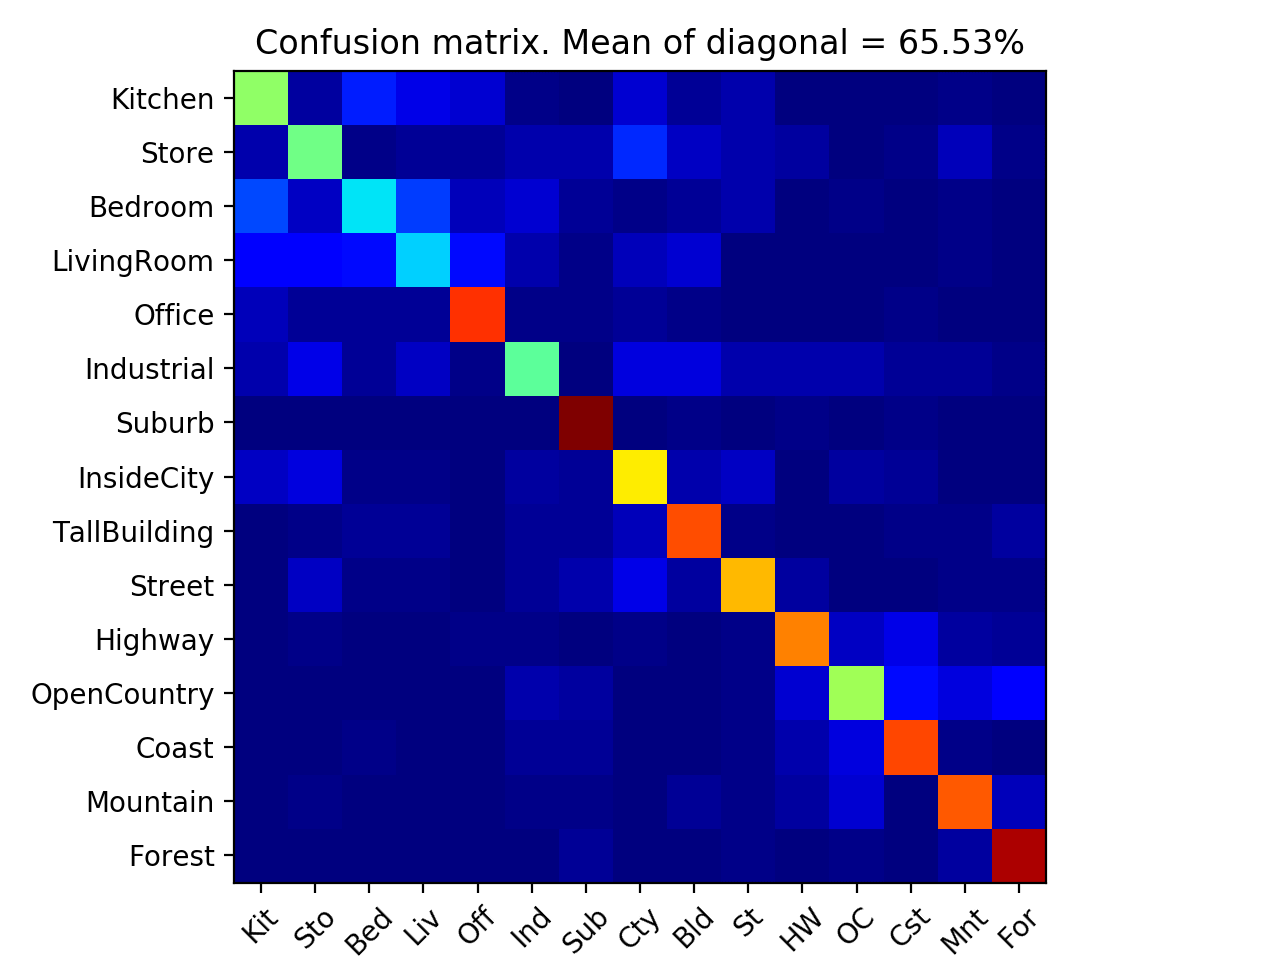 Confusion matrix. Mean of diagonal = 65.53%
Kitchen
Store
Bedroom
LivingRoom
Office
Industrial
Suburb
InsideCity
TallBuilding
Street
Highway
OpenCountry
Coast
Mountain
Forest
Kit Sto Bed Liv Off Ind Sub Cty Bld St HW OC Cst Mnt For